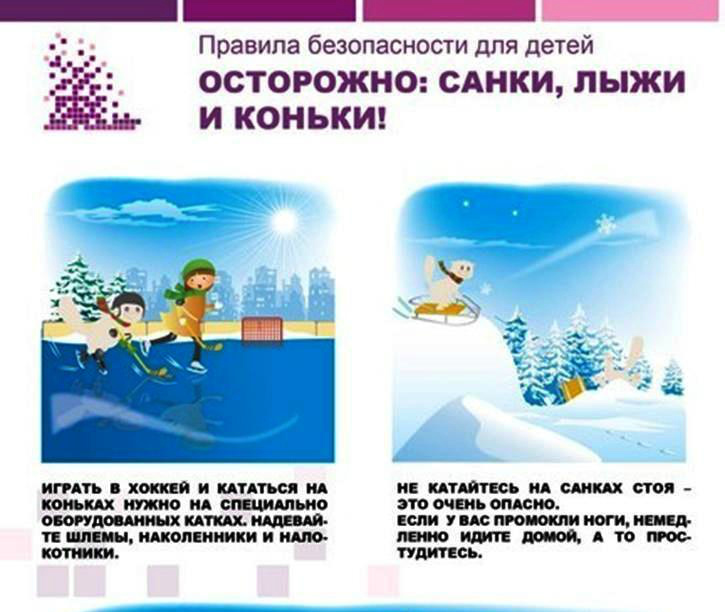 Правила безопасности для детей
ОСТОРОЖНО: САНКИ, ЛЫЖИ
И КОНЬКИ!
ИГРАТЬ В ХОККЕЙ И КАТАТЬСЯ НА
КОНЬКАХ НУЖНО НА СПЕЦИАЛЬНО
ОБОРУДОВАННЫХ КАТКАХ. НАДЕВАЙ-
ТЕ ШЛЕМЫ, НАКОЛЕННИКИ И НАЛО-
КОТНИКИ.
НЕ КАТАЙТЕСЬ НА САНКАХ СТОЯ –
ЭТО ОЧЕНЬ ОПАСНО.
ЕСЛИ У ВАС ПРОМОКЛИ НОГИ, НЕМЕД-
ЛЕННО ИДИТЕ ДОМОЙ, А ТО ПРОС-
ТУДИТЕСЬ.